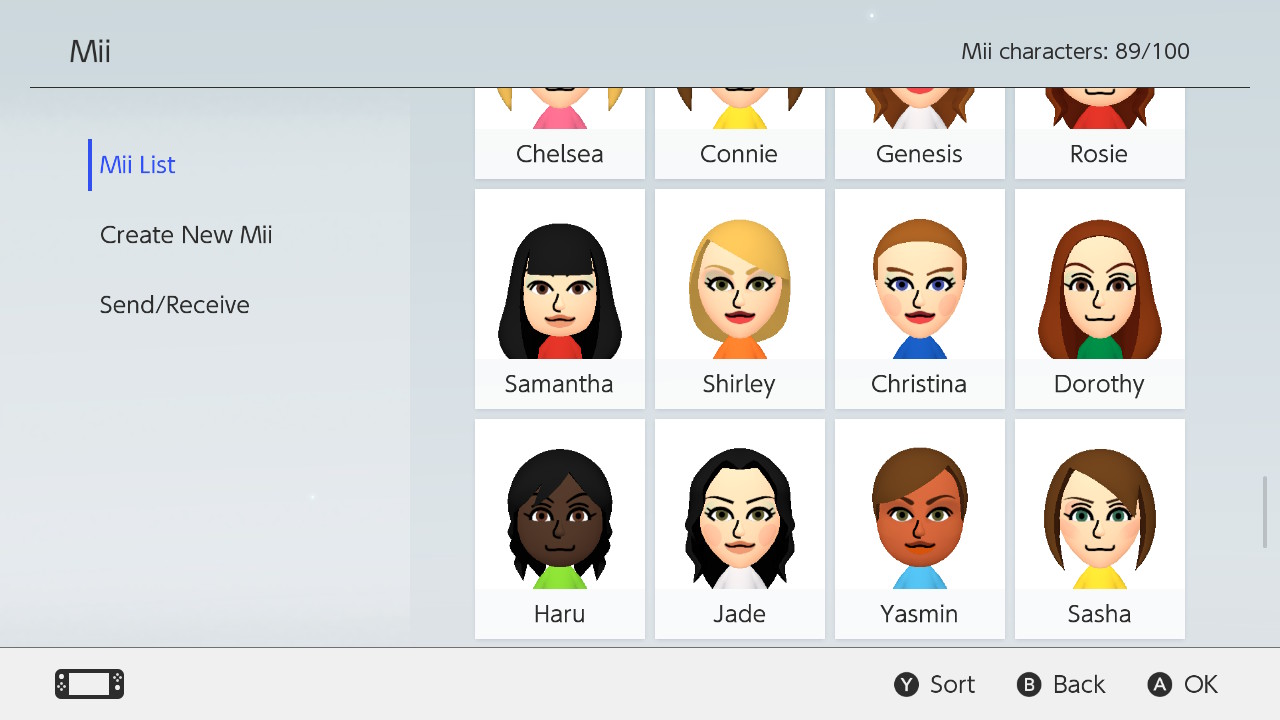 Mii
Mii characters: 89/100
Mii List
Create New Mii
Send/Receive
Chelsea
Connie
Genesis
Rosie
Samantha
Shirley
Christina
Dorothy
Haru
Jade
Yasmin
Sasha
Y Sort
B Back
A OK